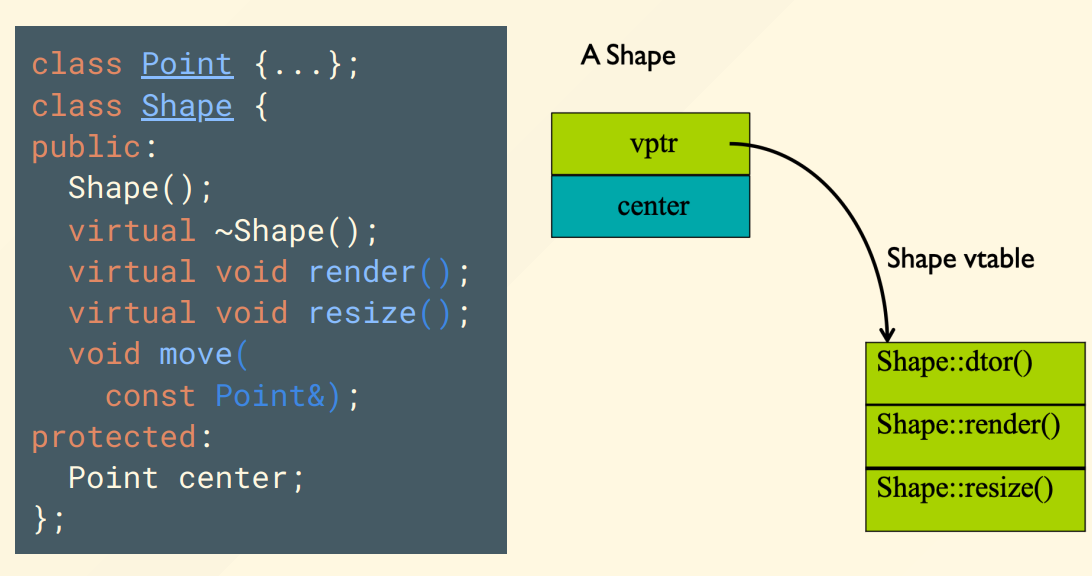 class Point {...};
class Shape {
public:
  Shape();
  virtual ~Shape();
  virtual void render();
  virtual void resize();
  void move(
    const Point&);
protected:
  Point center;
};
A Shape
vptr
center
Shape vtable
Shape::dtor()
Shape::render()
Shape::resize()